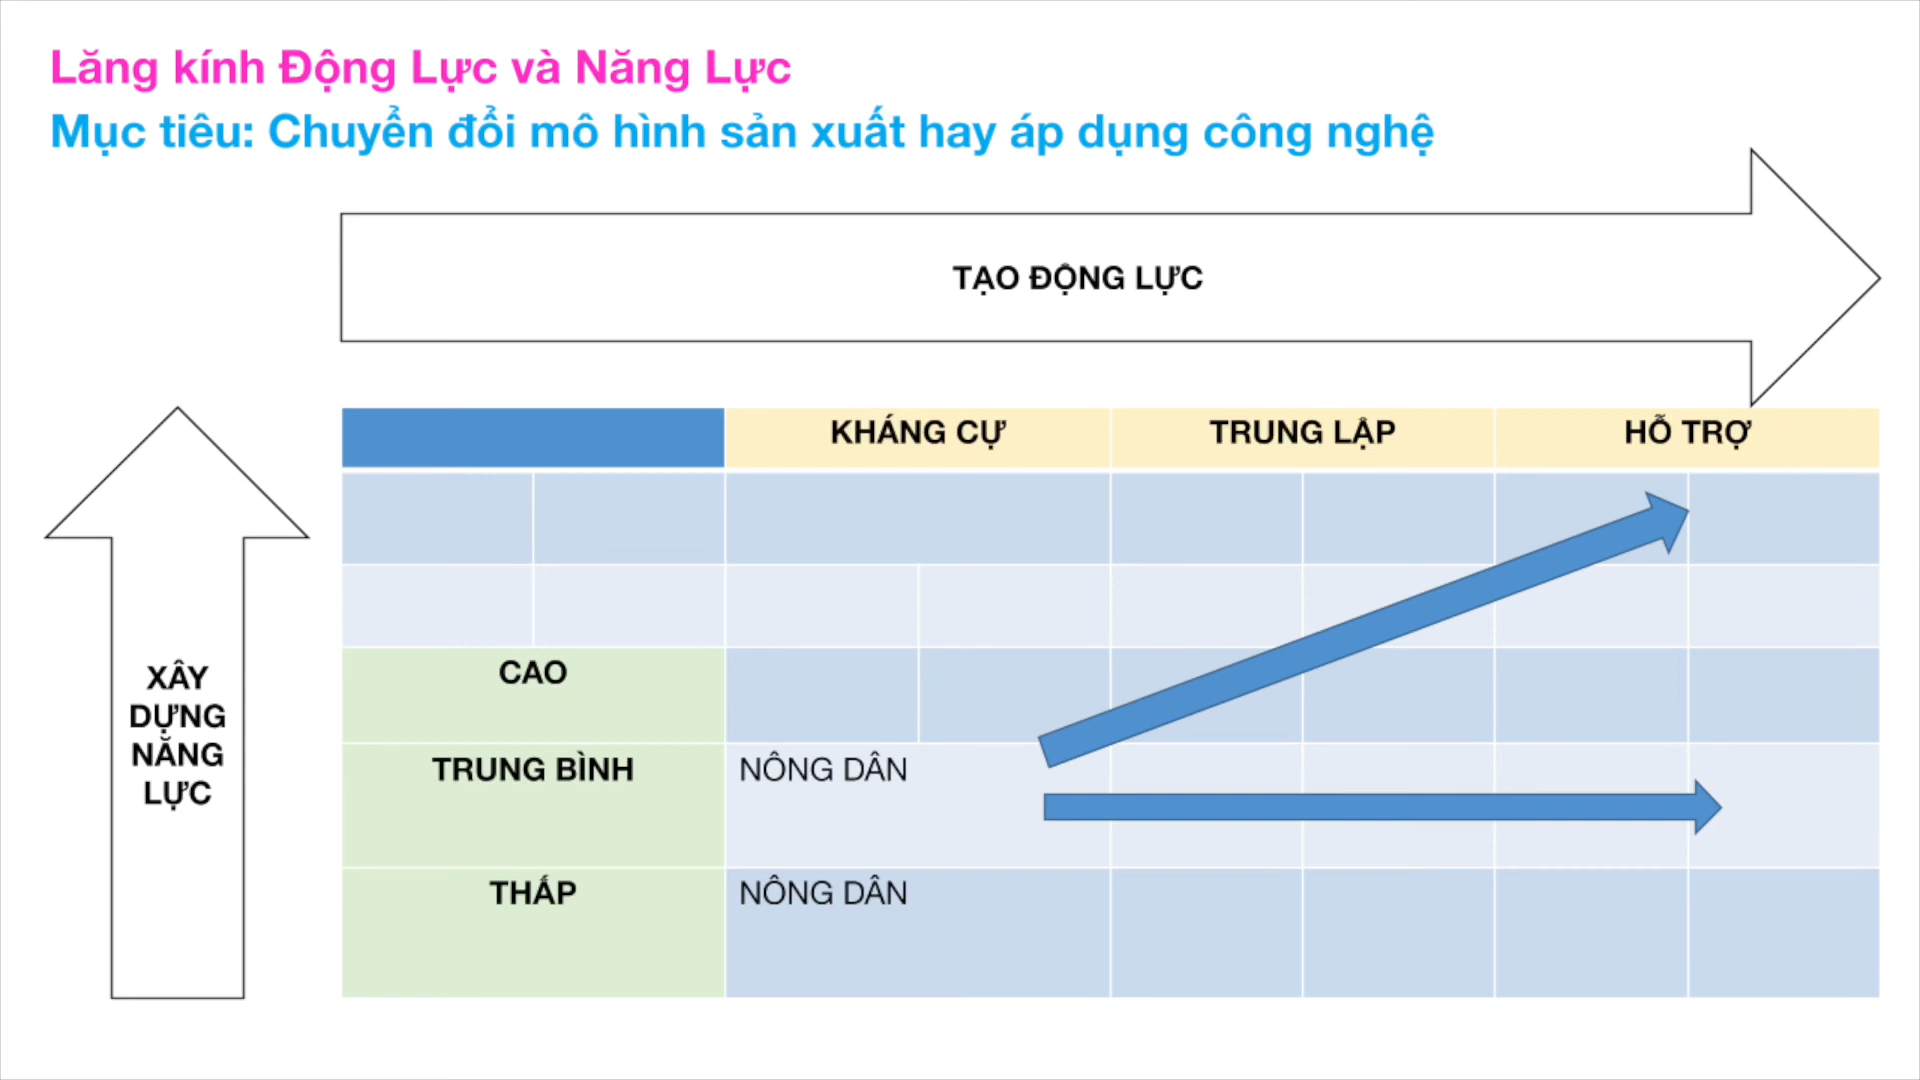 Lăng kính Động Lực và Năng Lực
Mục tiêu: Chuyển đổi mô hình sản xuất hay áp dụng công nghệ
TẠO ĐỘNG LỰC
XÂY
DỰNG
NĂNG
LỰC
KHÁNG CỰ
TRUNG LẬP
HỖ TRỢ
CAO
TRUNG BÌNH
NÔNG DÂN
THẤP
NÔNG DÂN